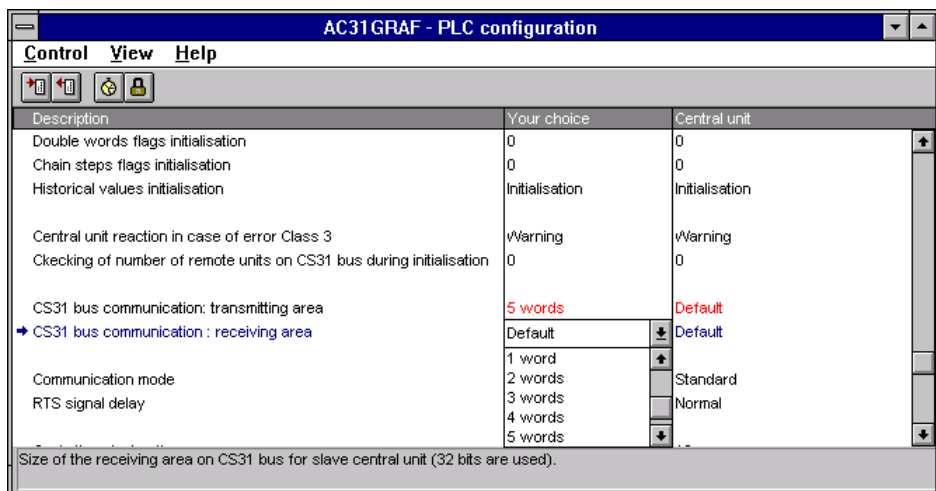 AC31GRAF - PLC configuration
Control View Help
Description Your choice Central unit
Double words flags initialisation 0 0
Chain steps flags initialisation 0 0
Historical values initialisation Initialisation Initialisation
Central unit reaction in case of error Class 3 Warning Warning
Ckecking of number of remote units on CS31 bus during initialisation 0 0
CS31 bus communication: transmitting area 5 words Default
CS31 bus communication : receiving area Default Default
1 word
Communication mode 2 words Standard
RTS signal delay 3 words Normal
4 words
5 words
Size of the receiving area on CS31 bus for slave central unit (32 bits are used).